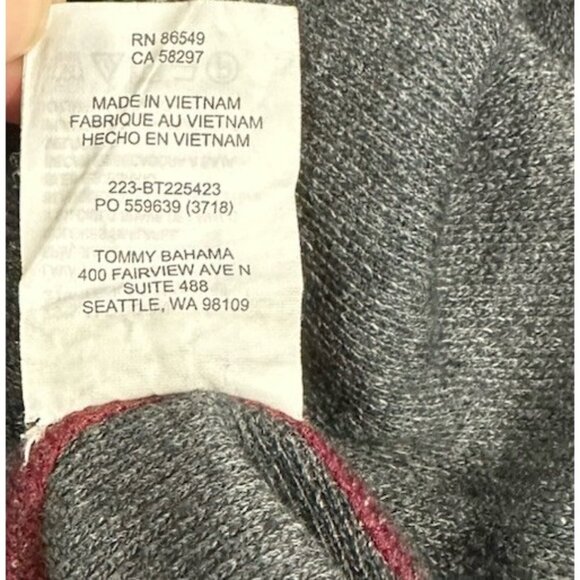 RN 86549
CA 58297
MADE IN VIETNAM
FABRIQUE AU VIETNAM
HECHO EN VIETNAM
223-BT225423
PO 559639 (3718)
TOMMY BAHAMA
400 FAIRVIEW AVE N
SUITE 488
SEATTLE, WA 98109